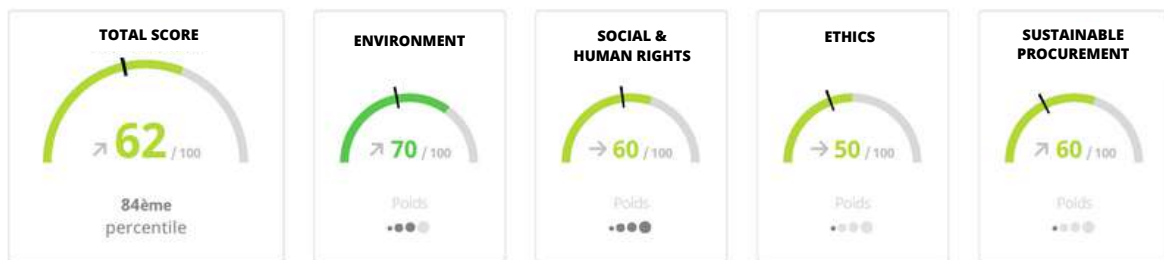 TOTAL SCORE
62 / 100
84ème
percentile
ENVIRONMENT
70 / 100
Poids
SOCIAL &
HUMAN RIGHTS
60 / 100
Poids
ETHICS
50 / 100
Poids
SUSTAINABLE
PROCUREMENT
60 / 100
Poids